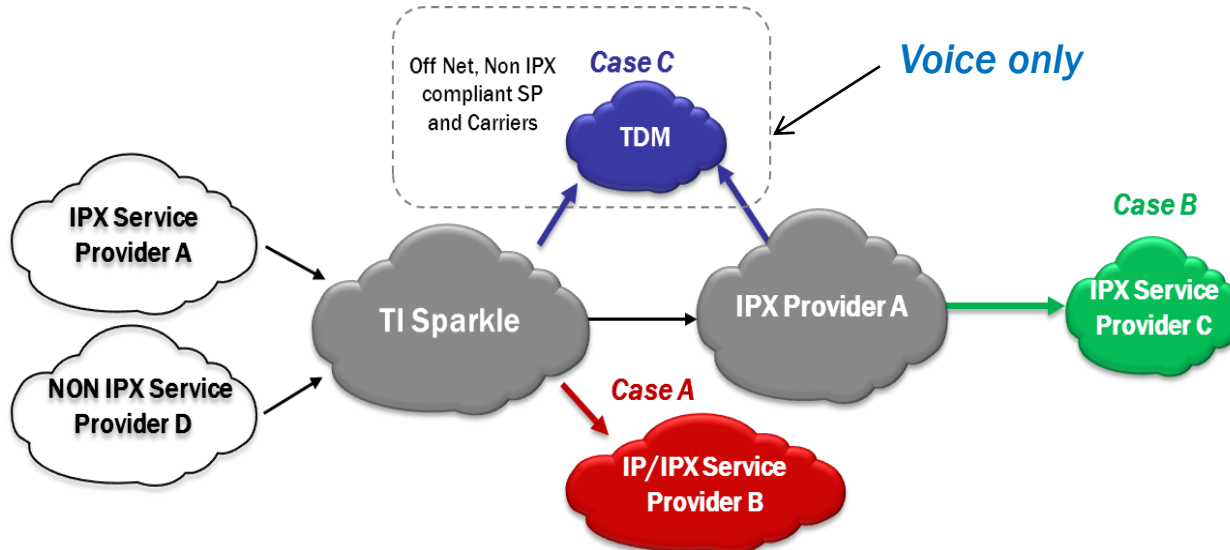 Off Net, Non IPX
compliant SP
and Carriers
Case C
TDM
Voice only
IPX Service
Provider A
NON IPX Service
Provider D
TI Sparkle
IPX Provider A
Case B
IPX Service
Provider C
Case A
IP/IPX Service
Provider B